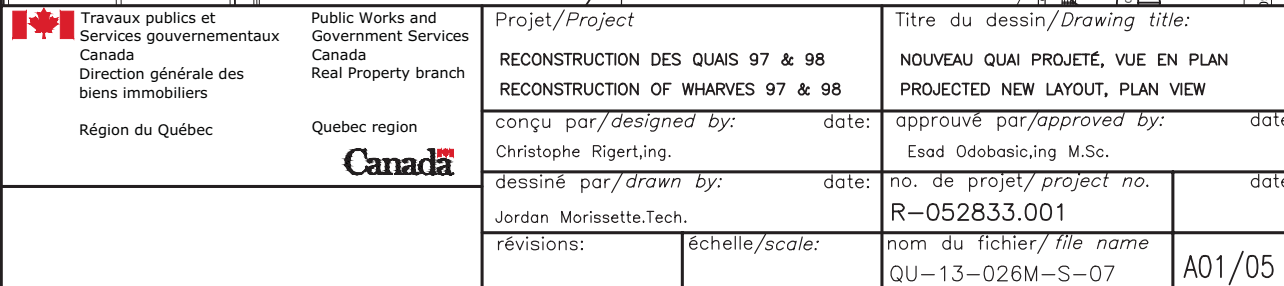 Travaux publics et
Services gouvernementaux
Canada
Direction générale des
biens immobiliers
Région du Québec
Public Works and
Government Services
Canada
Real Property branch
Quebec region
Canada
Projet/Project
RECONSTRUCTION DES QUAIS 97 & 98
RECONSTRUCTION OF WHARVES 97 & 98
Titre du dessin/Drawing title:
NOUVEAU QUAI PROJETÉ, VUE EN PLAN
PROJECTED NEW LAYOUT, PLAN VIEW
conçu par/designed by: date:
Christophe Rigert,ing.
approuvé par/approved by: date
Esad Odobasic,ing M.Sc.
dessiné par/drawn by: date:
Jordan Morissette.Tech.
no. de projet/ project no. date
R-052833.001
révisions:
échelle/scale:
nom du fichier/ file name
QU-13-026M-S-07
A01/05